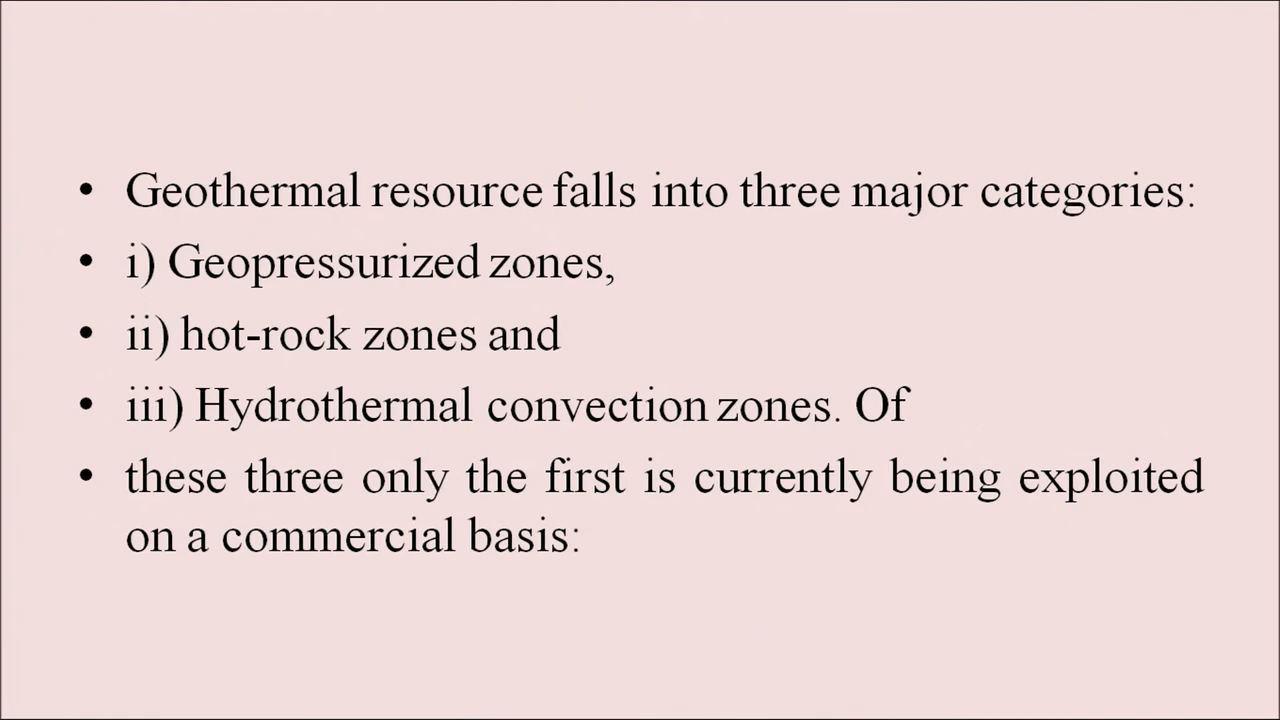 • Geothermal resource falls into three major categories:
• i) Geopressurized zones,
• ii) hot-rock zones and
• iii) Hydrothermal convection zones. Of
• these three only the first is currently being exploited
on a commercial basis: